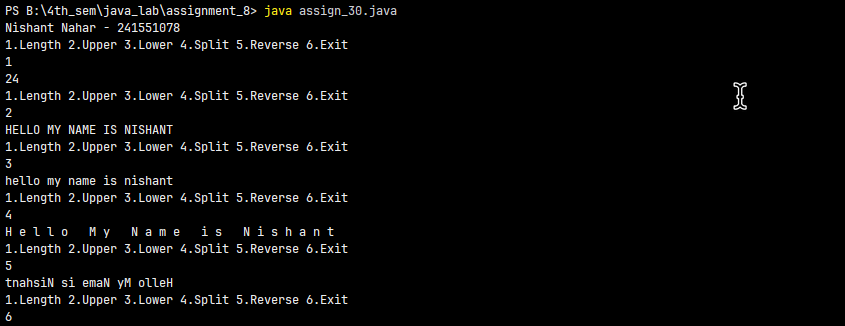 PS B:\4th_sem\java_lab\assignment_8> java assign_30.java
Nishant Nahar - 241551078
1.Length 2.Upper 3.Lower 4.Split 5.Reverse 6.Exit
1
24
1.Length 2.Upper 3.Lower 4.Split 5.Reverse 6.Exit
2
HELLO MY NAME IS NISHANT
1.Length 2.Upper 3.Lower 4.Split 5.Reverse 6.Exit
3
hello my name is nishant
1.Length 2.Upper 3.Lower 4.Split 5.Reverse 6.Exit
4
H e l l o   M y   N a m e   i s   N i s h a n t
1.Length 2.Upper 3.Lower 4.Split 5.Reverse 6.Exit
5
tnahsiN si emaN yM olleH
1.Length 2.Upper 3.Lower 4.Split 5.Reverse 6.Exit
6